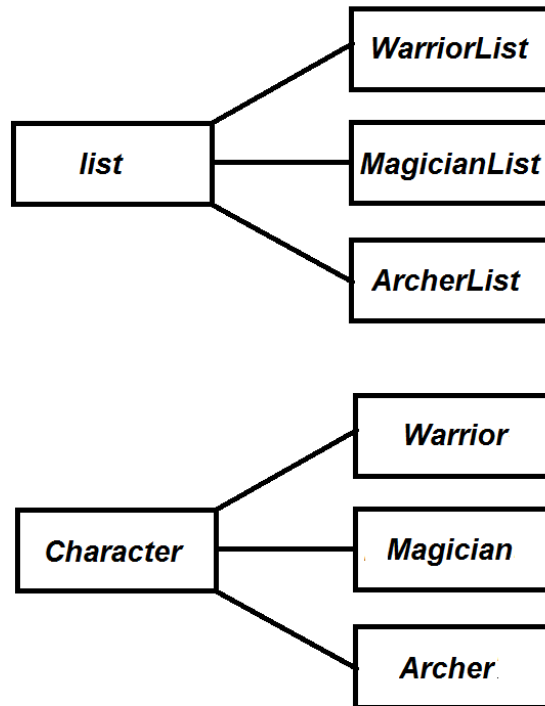 WarriorList
list
MagicianList
ArcherList
Warrior
Character
Magician
Archer